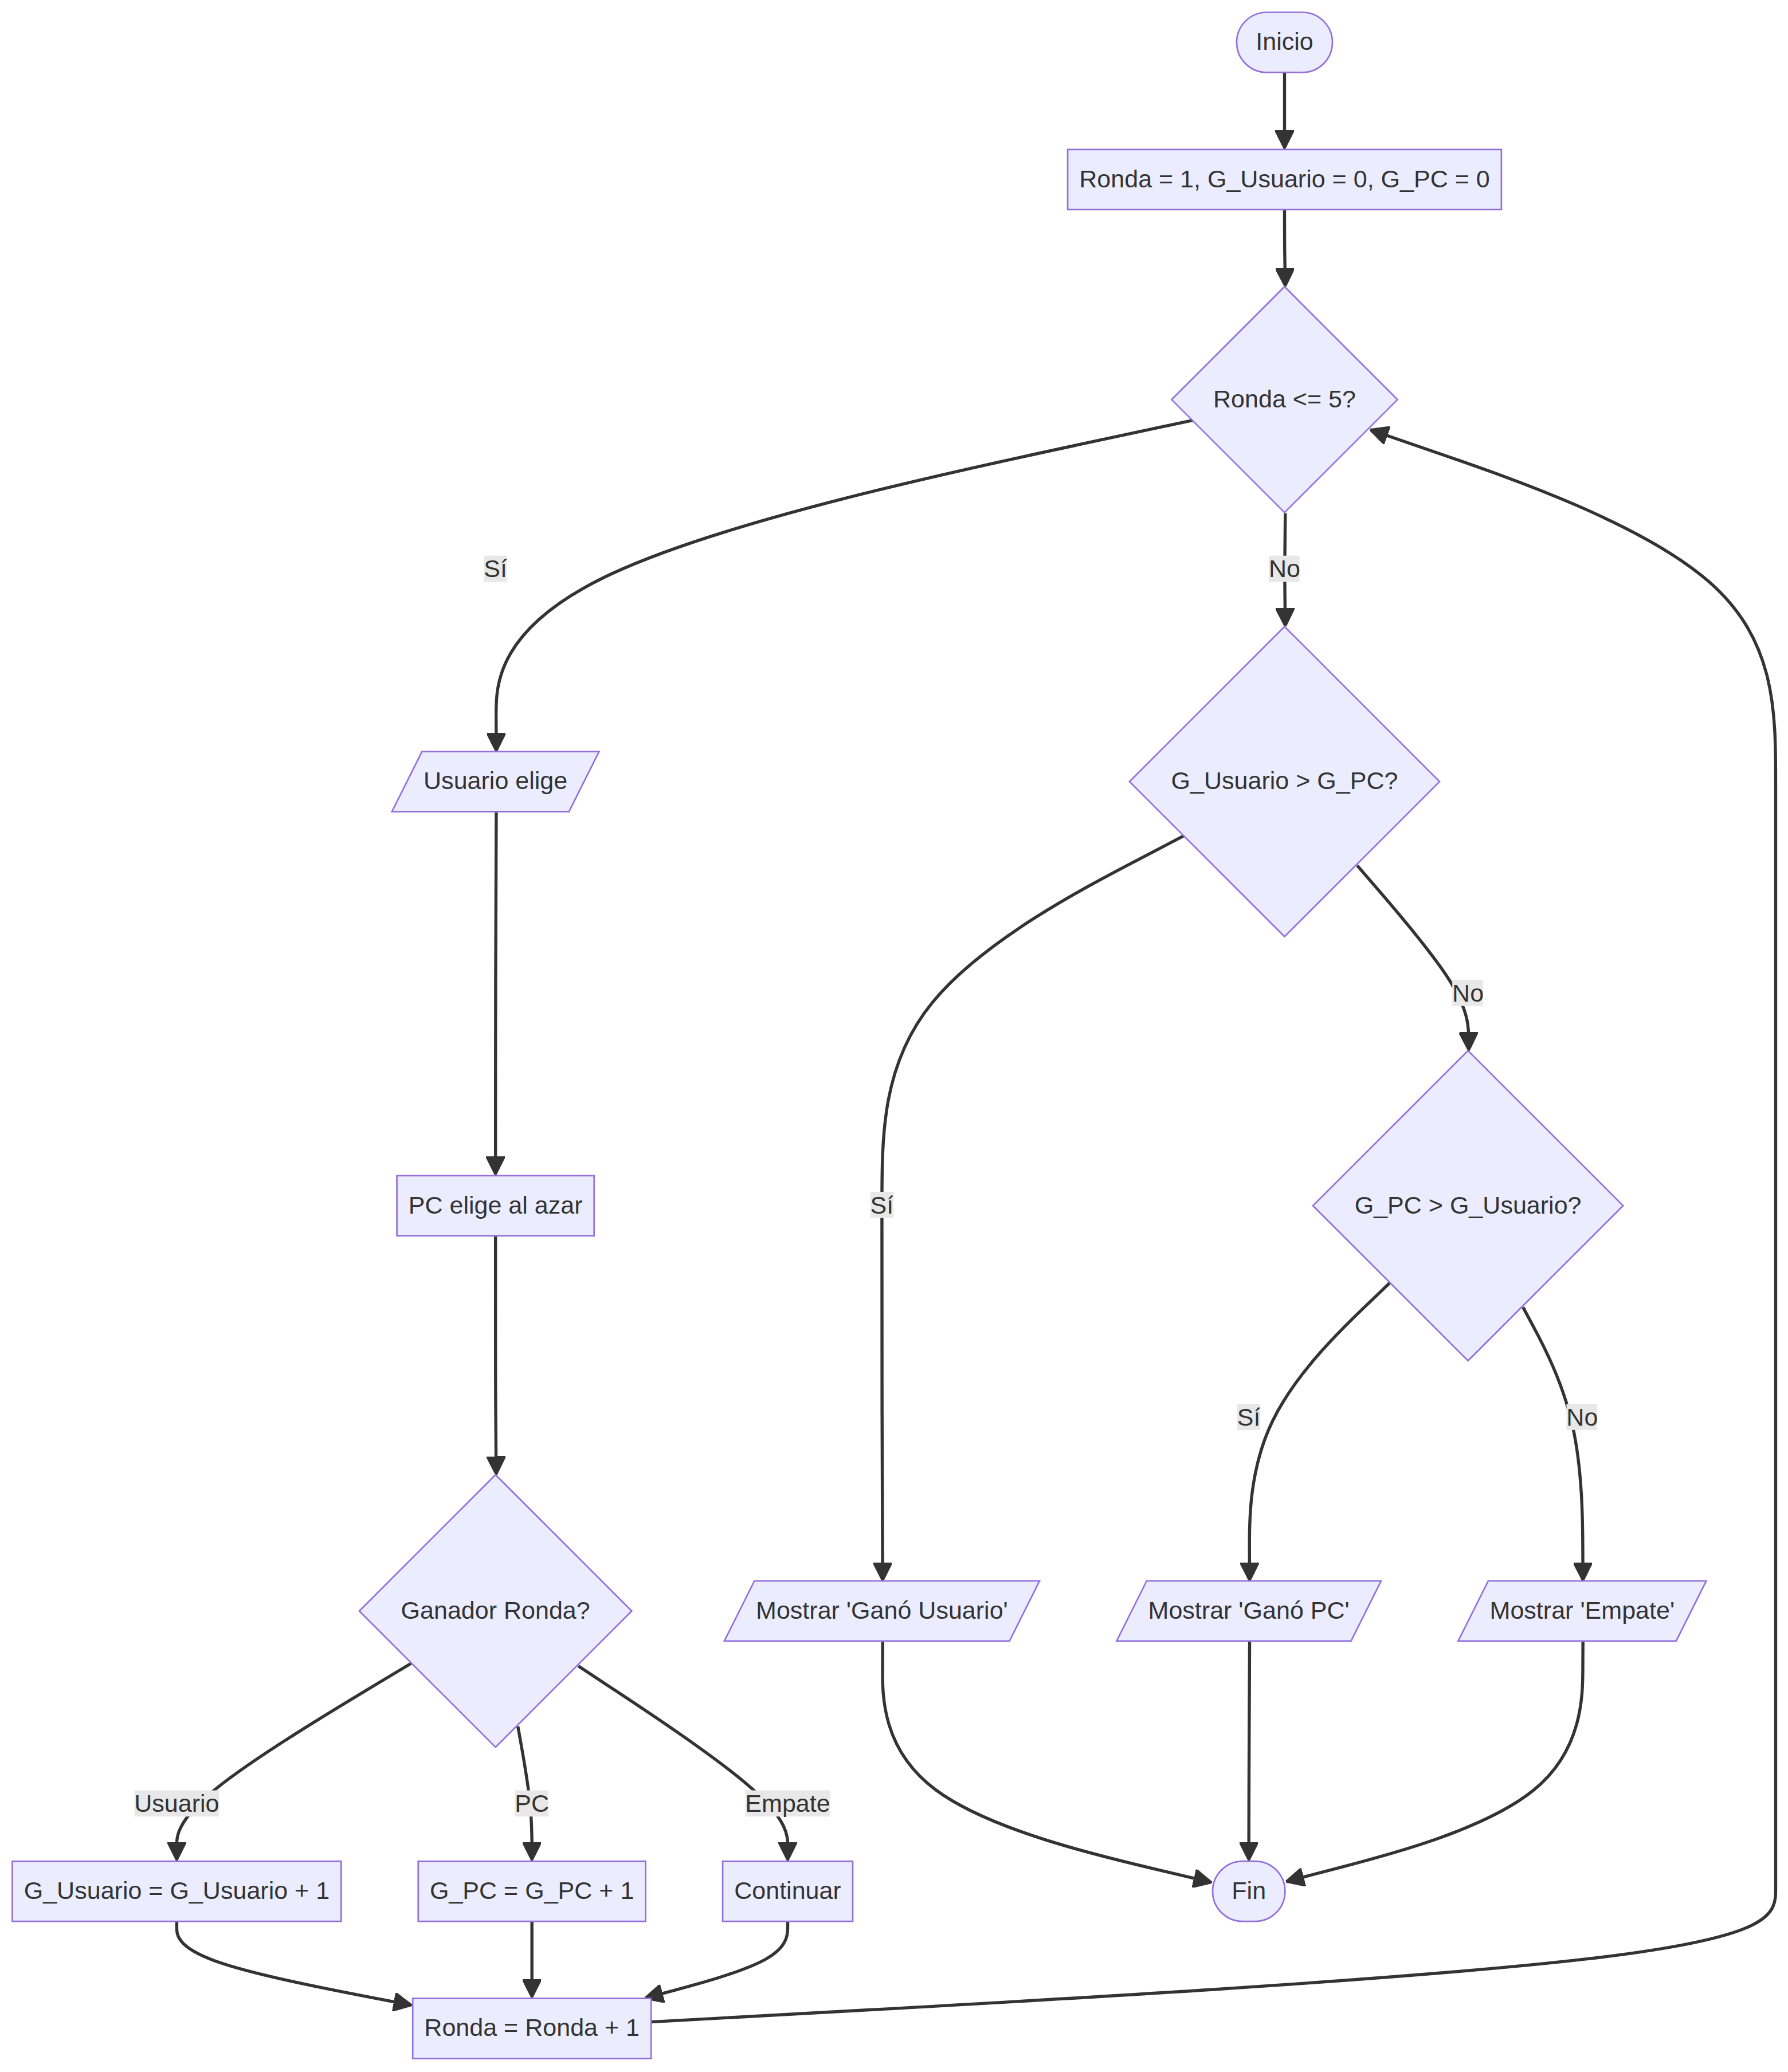 Inicio
Ronda = 1, G_Usuario = 0, G_PC = 0
Ronda <= 5?
Sí
No
Usuario elige
G_Usuario > G_PC?
No
PC elige al azar
Sí
G_PC > G_Usuario?
Sí
No
Ganador Ronda?
Mostrar 'Ganó Usuario'
Mostrar 'Ganó PC'
Mostrar 'Empate'
Usuario
PC
Empate
G_Usuario = G_Usuario + 1
G_PC = G_PC + 1
Continuar
Fin
Ronda = Ronda + 1